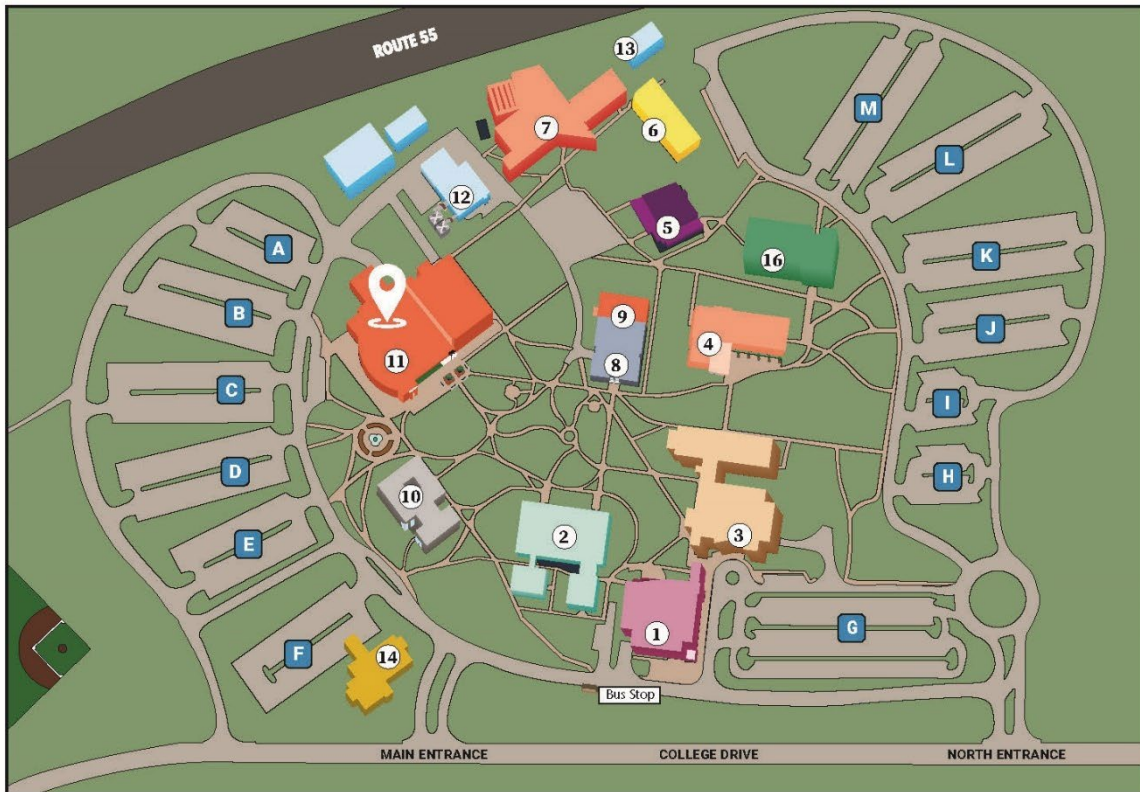 ROUTE 55
13
7
6
M
L
12
5
A
16
K
B
9
J
4
11
8
C
I
D
H
10
2
3
E
1
G
F
14
Bus Stop
MAIN ENTRANCE
COLLEGE DRIVE
NORTH ENTRANCE